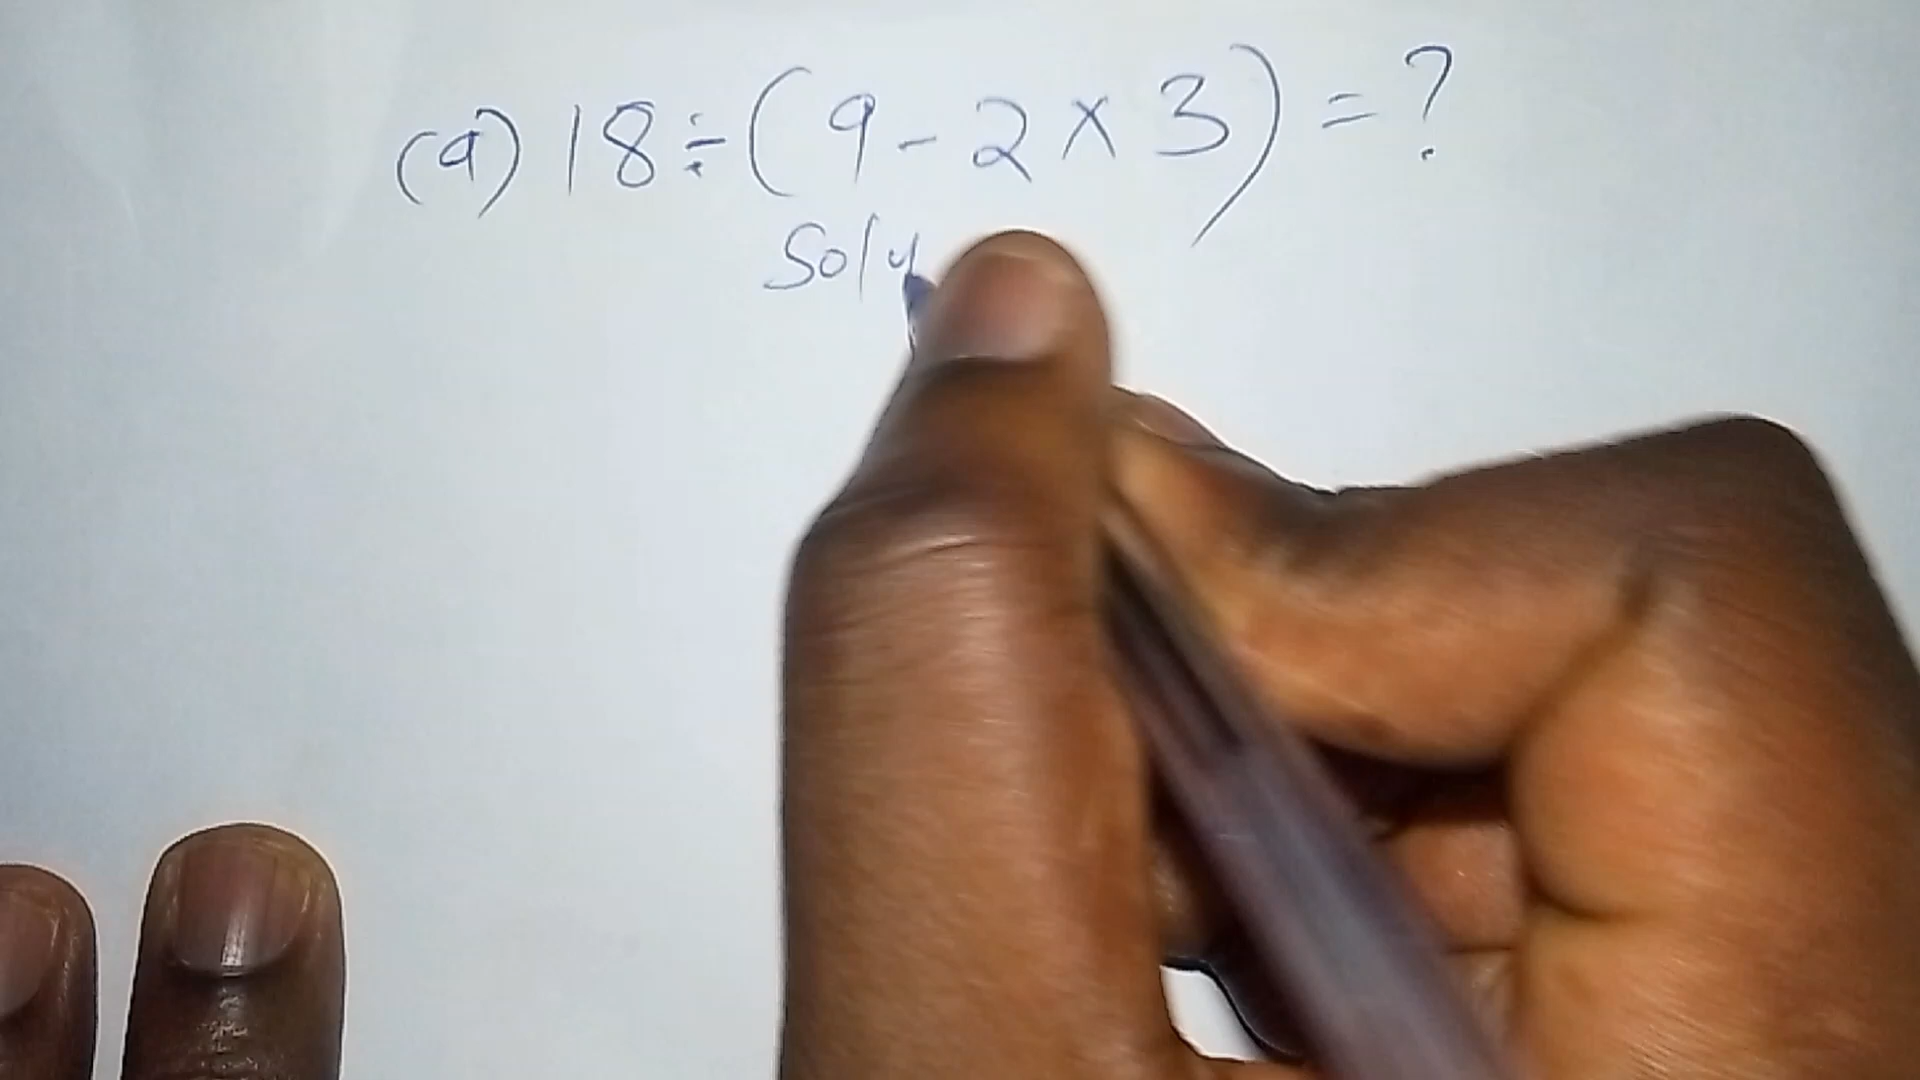 (a) 18 ÷ (9 - 2 × 3) = ?
Solu